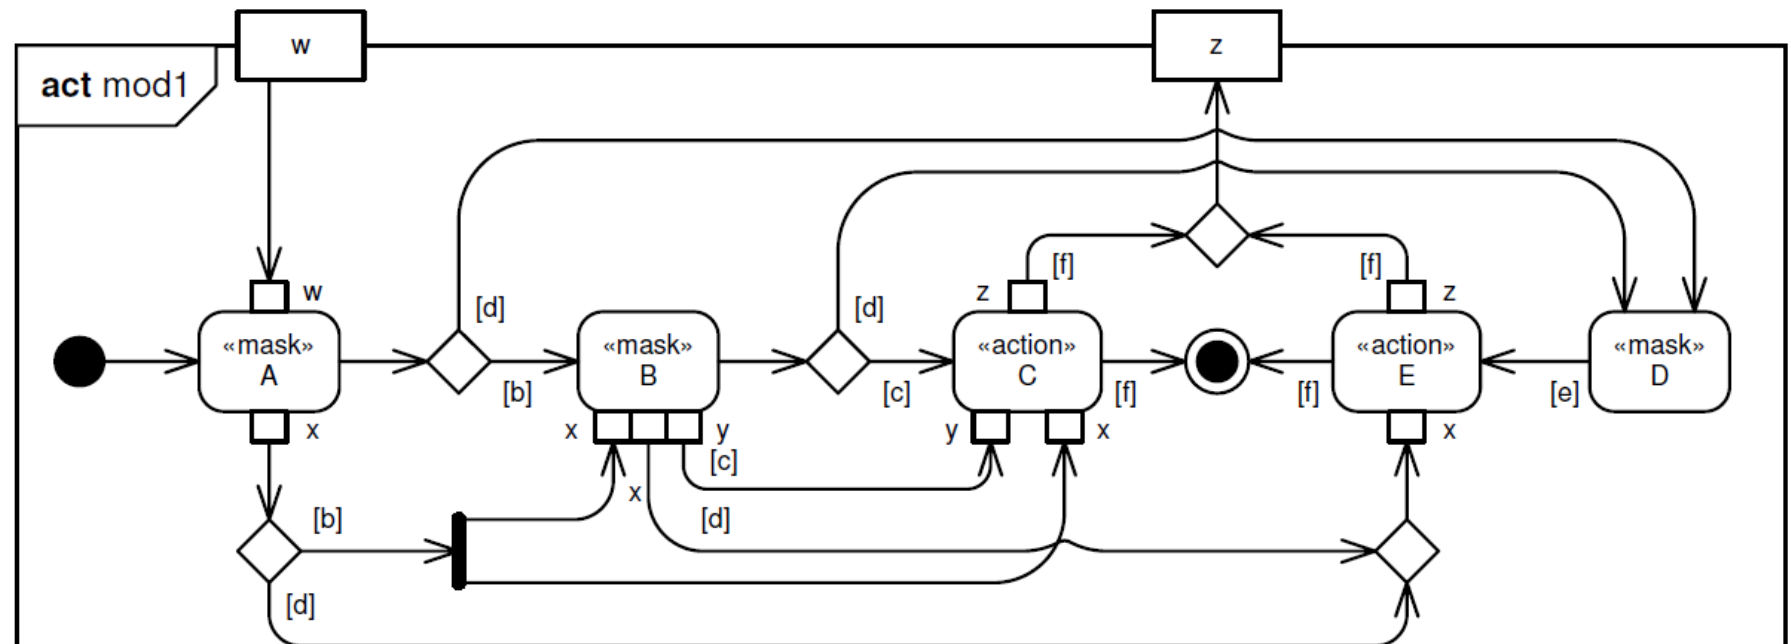 w
z
act mod1
w
[d]
[d]
z
[f]
[f]
z
«mask»
A
«mask»
B
«action»
C
«action»
E
«mask»
D
[b]
[c]
[f]
[f]
[e]
x
x
y
y
x
x
[c]
x
[b]
[d]
[d]